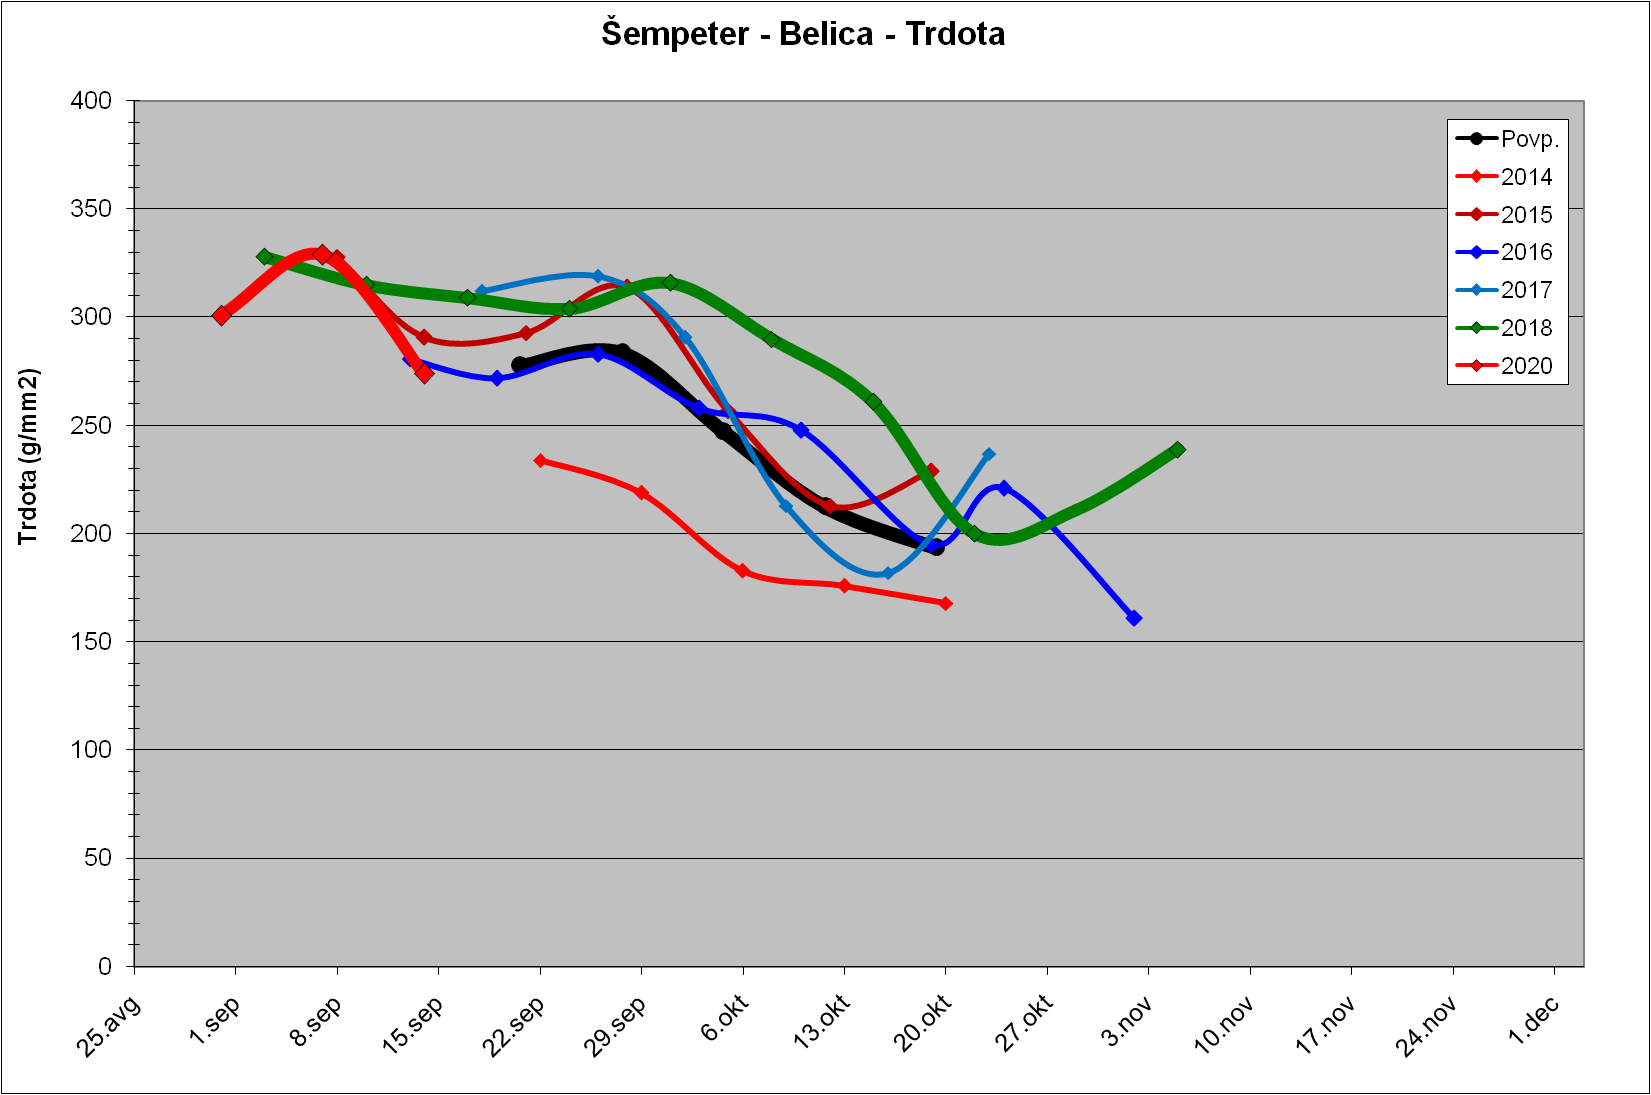 Šempeter - Belica - Trdota
400
350
300
250
200
150
100
50
0
Trdota (g/mm2)
25.avg
1.sep
8.sep
15.sep
22.sep
29.sep
6.okt
13.okt
20.okt
27.okt
3.nov
10.nov
17.nov
24.nov
1.dec
Povp.
2014
2015
2016
2017
2018
2020